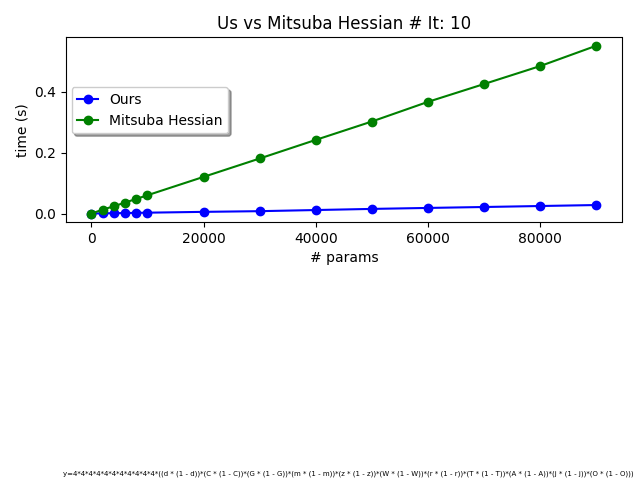 Us vs Mitsuba Hessian # It: 10
Ours
Mitsuba Hessian
time (s)
0.4
0.2
0.0
0 20000 40000 60000 80000
# params
y=4*4*4*4*4*4*4*4*4*4*4*((d * (1 - d))*(C * (1 - C))*(G * (1 - G))*(m * (1 - m))*(z * (1 - z))*(W * (1 - W))*(r * (1 - r))*(T * (1 - T))*(A * (1 - A))*(j * (1 - j))*(O * (1 - O)))